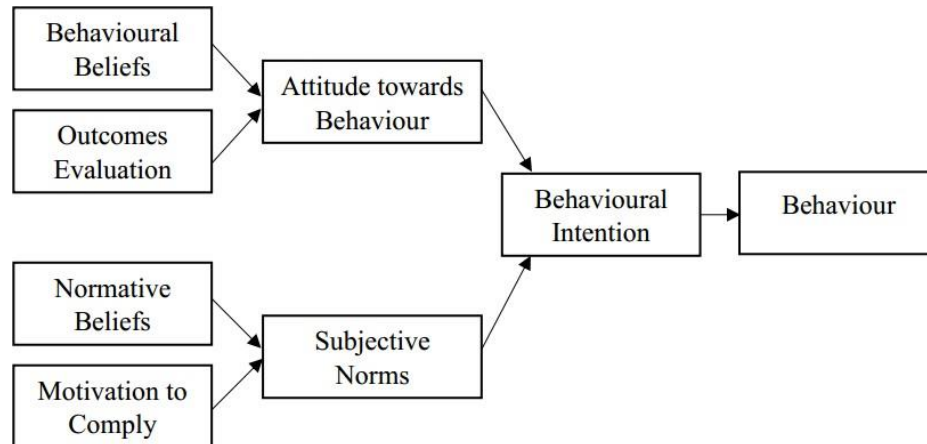 Behavioural
Beliefs
Outcomes
Evaluation
Attitude towards
Behaviour
Normative
Beliefs
Motivation to
Comply
Subjective
Norms
Behavioural
Intention
Behaviour